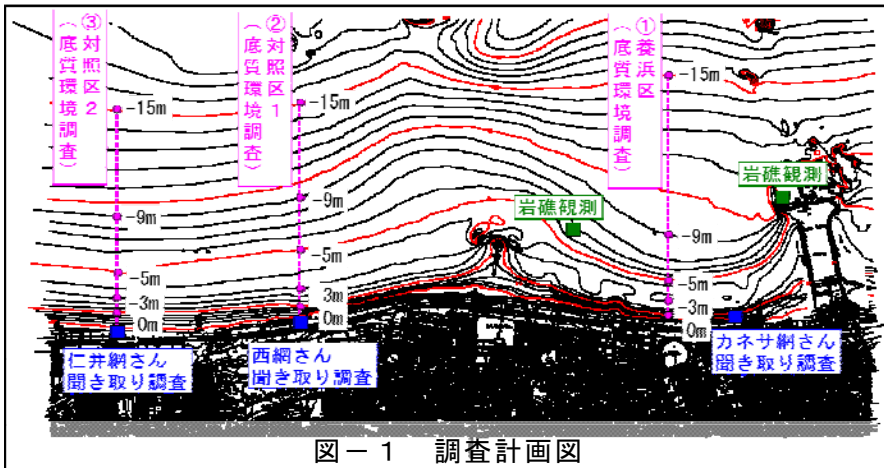 ③対照区2
（底質環境調査）
②対照区1
（底質環境調査）
①養浜区
（底質環境調査）
-15m
-15m
-15m
岩礁観測
岩礁観測
-9m
-9m
-9m
-5m
-5m
-5m
-3m
3m
-3m
0m
0m
0m
仁井網さん
聞き取り調査
西網さん
聞き取り調査
カネサ網さん
聞き取り調査
図－1　調査計画図